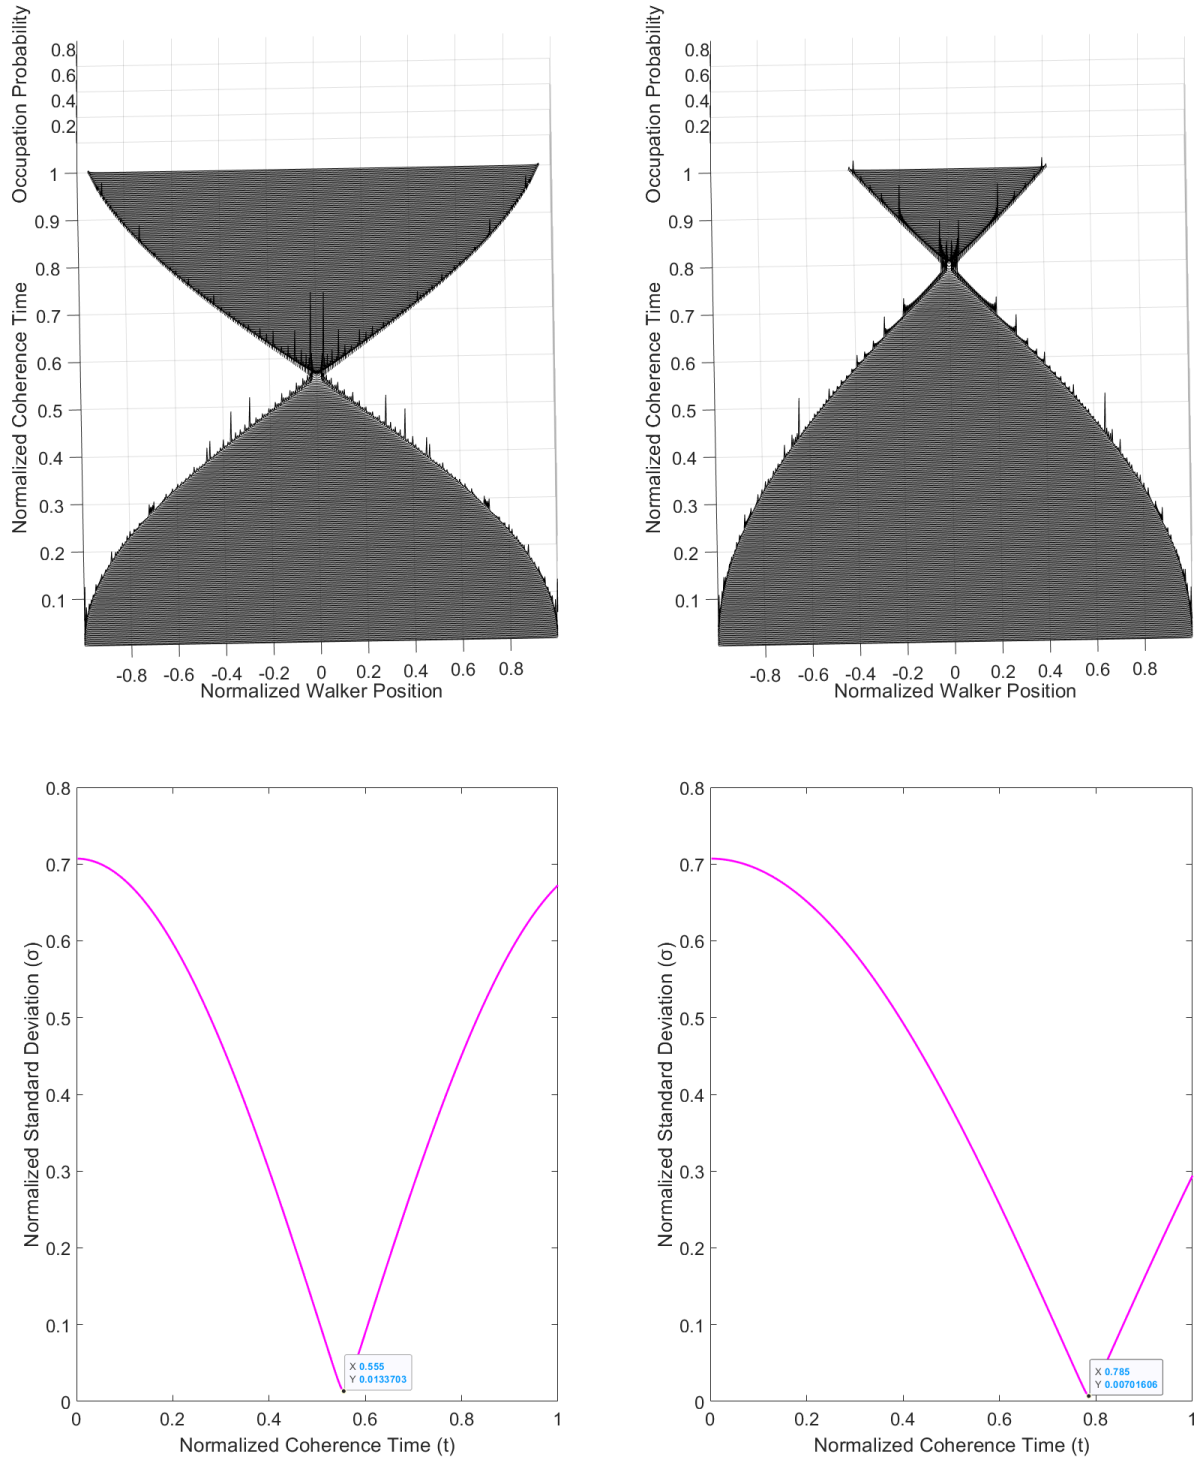 Occupation Probability
0.8
0.6
0.4
0.2
Normalized Coherence Time
1
0.9
0.8
0.7
0.6
0.5
0.4
0.3
0.2
0.1
-0.8 -0.6 -0.4 -0.2 0 0.2 0.4 0.6 0.8
Normalized Walker Position
Occupation Probability
0.8
0.6
0.4
0.2
Normalized Coherence Time
1
0.9
0.8
0.7
0.6
0.5
0.4
0.3
0.2
0.1
-0.8 -0.6 -0.4 -0.2 0 0.2 0.4 0.6 0.8
Normalized Walker Position
Normalized Standard Deviation (σ)
0.8
0.7
0.6
0.5
0.4
0.3
0.2
0.1
0
X 0.555
Y 0.0133703
0 0.2 0.4 0.6 0.8 1
Normalized Coherence Time (t)
Normalized Standard Deviation (σ)
0.8
0.7
0.6
0.5
0.4
0.3
0.2
0.1
0
X 0.785
Y 0.00701606
0 0.2 0.4 0.6 0.8 1
Normalized Coherence Time (t)